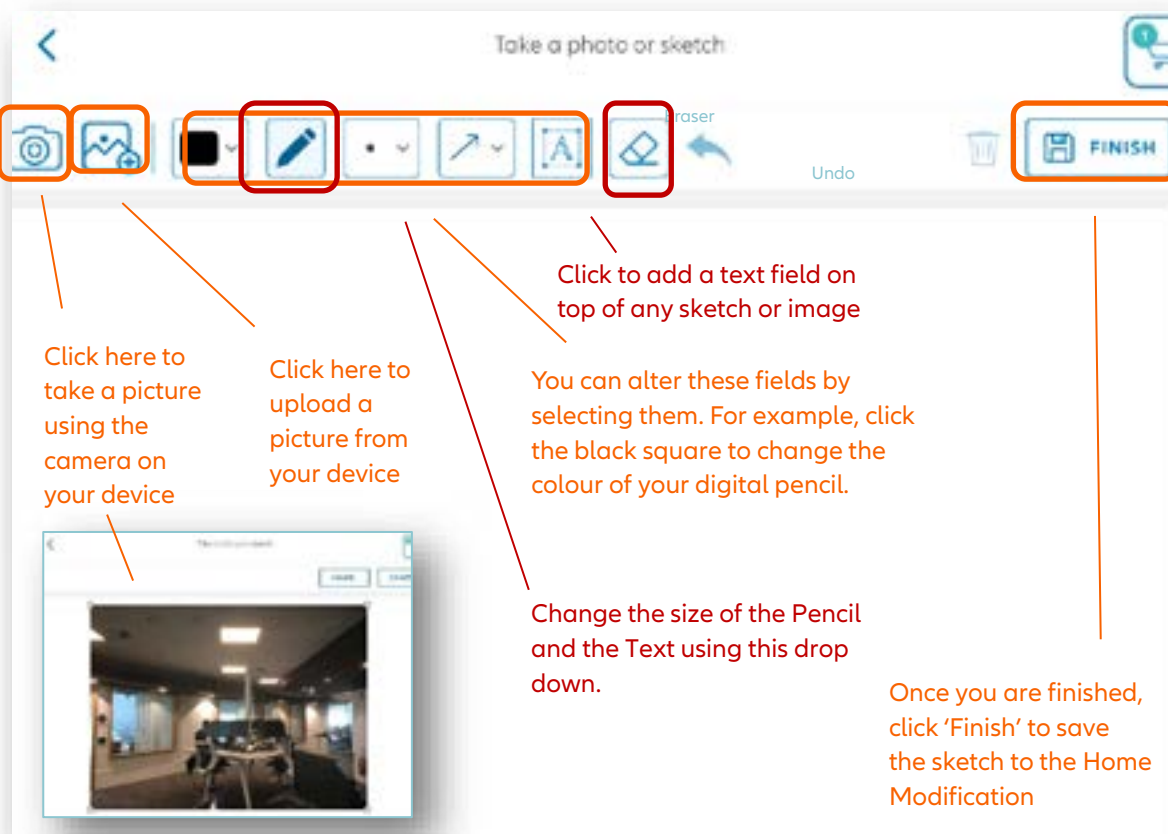 Take a photo or sketch
1
A
Eraser
Undo
FINISH
Click to add a text field on
top of any sketch or image
Click here to
take a picture
using the
camera on
your device
Click here to
upload a
picture from
your device
You can alter these fields by
selecting them. For example, click
the black square to change the
colour of your digital pencil.
Change the size of the Pencil
and the Text using this drop
down.
Once you are finished,
click ‘Finish’ to save
the sketch to the Home
Modification